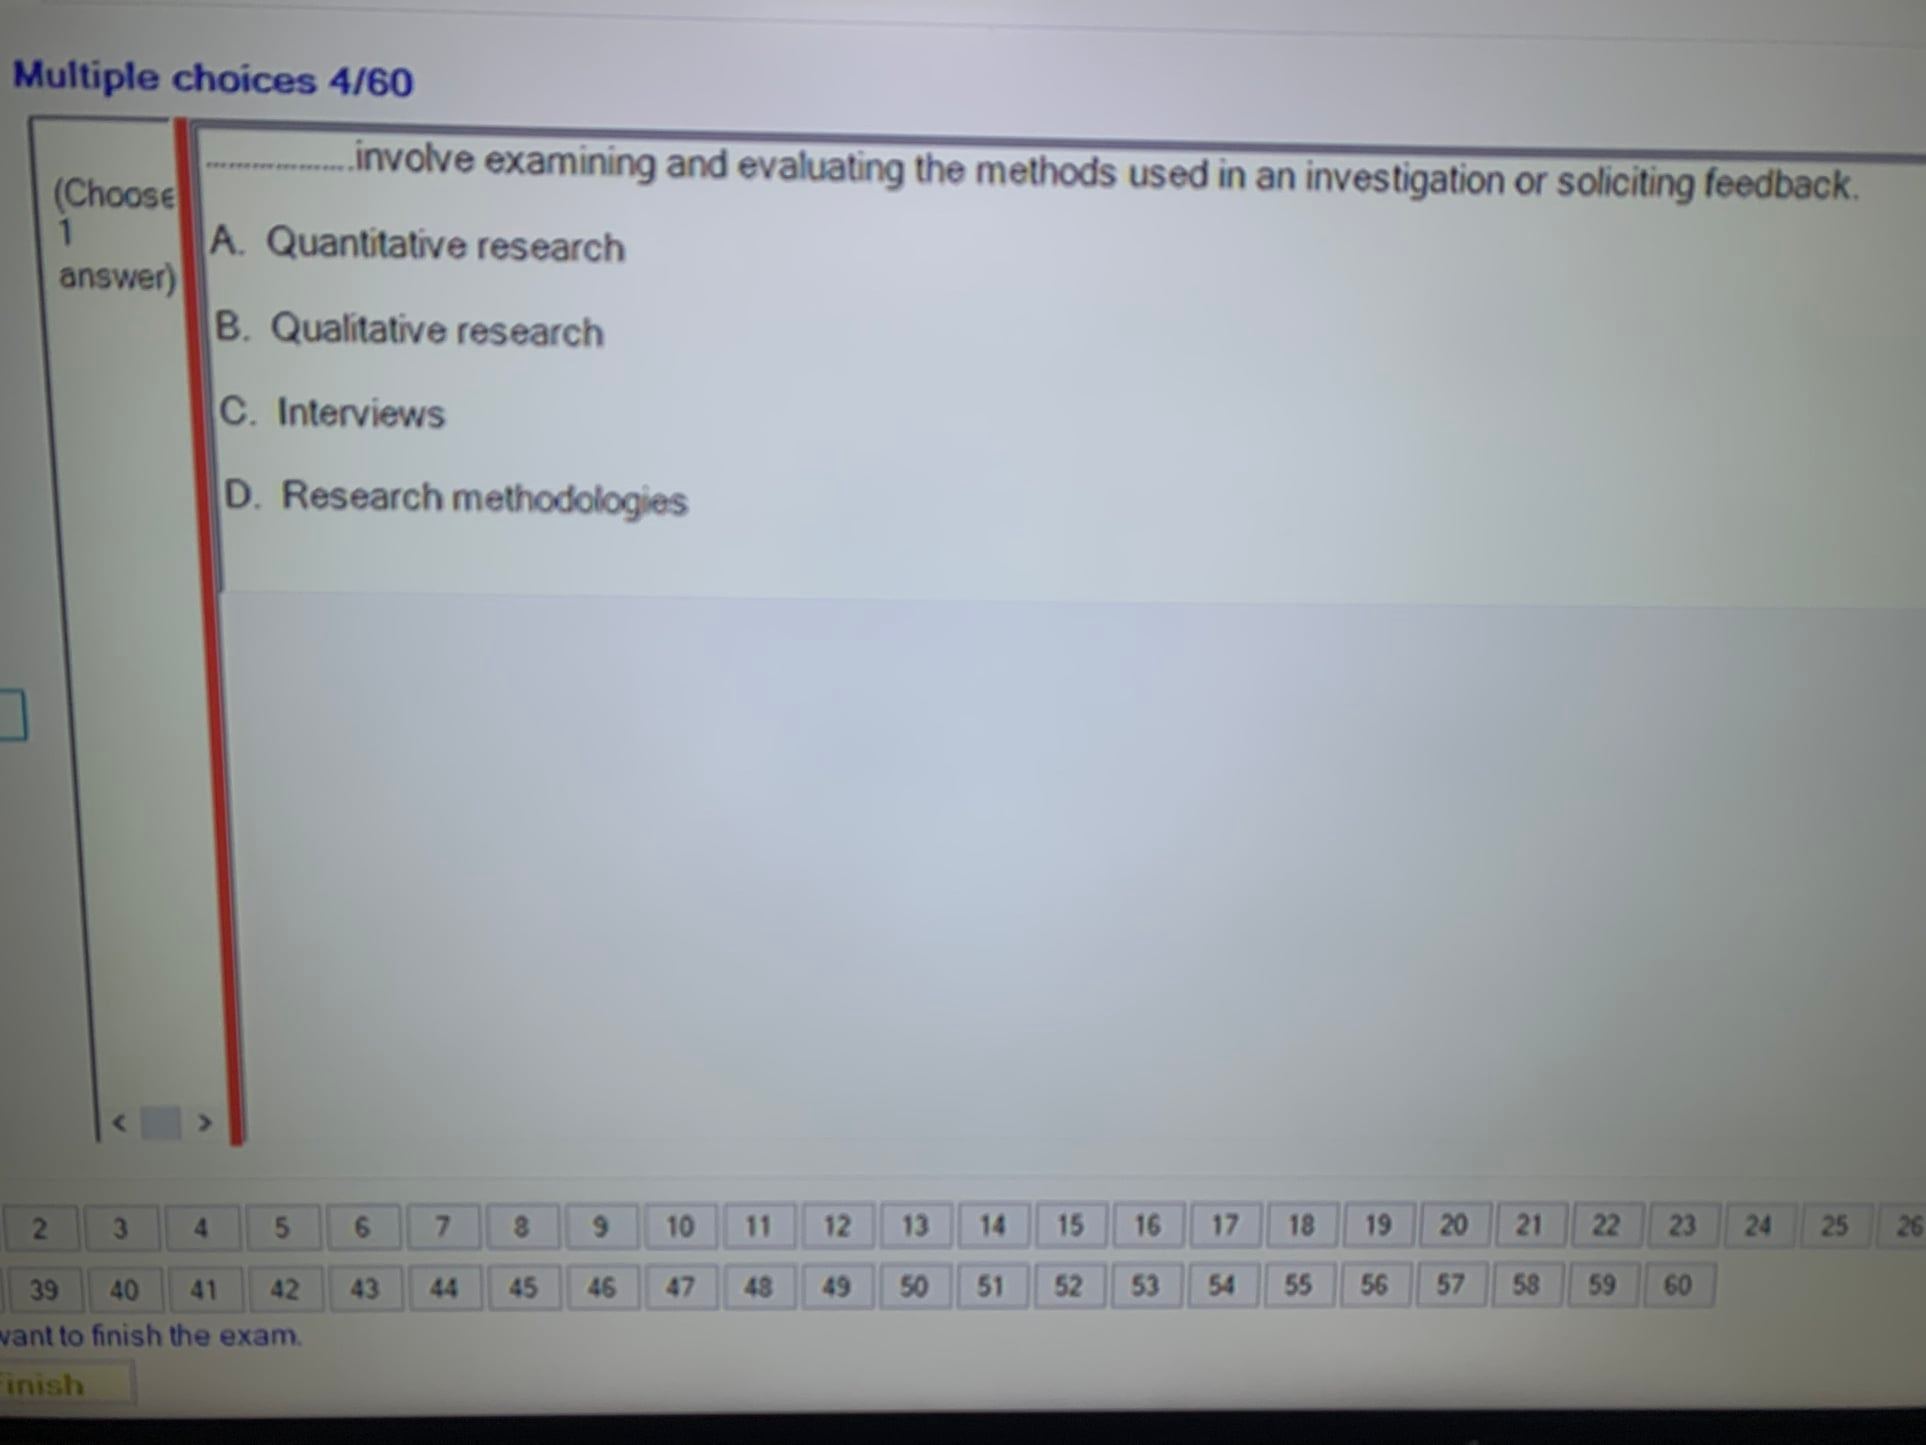 Multiple choices 4/60
(Choose
1
answer)
...................involve examining and evaluating the methods used in an investigation or soliciting feedback.
A. Quantitative research
B. Qualitative research
C. Interviews
D. Research methodologies
< >
2 3 4 5 6 7 8 9 10 11 12 13 14 15 16 17 18 19 20 21 22 23 24 25 26
39 40 41 42 43 44 45 46 47 48 49 50 51 52 53 54 55 56 57 58 59 60
want to finish the exam.
Finish